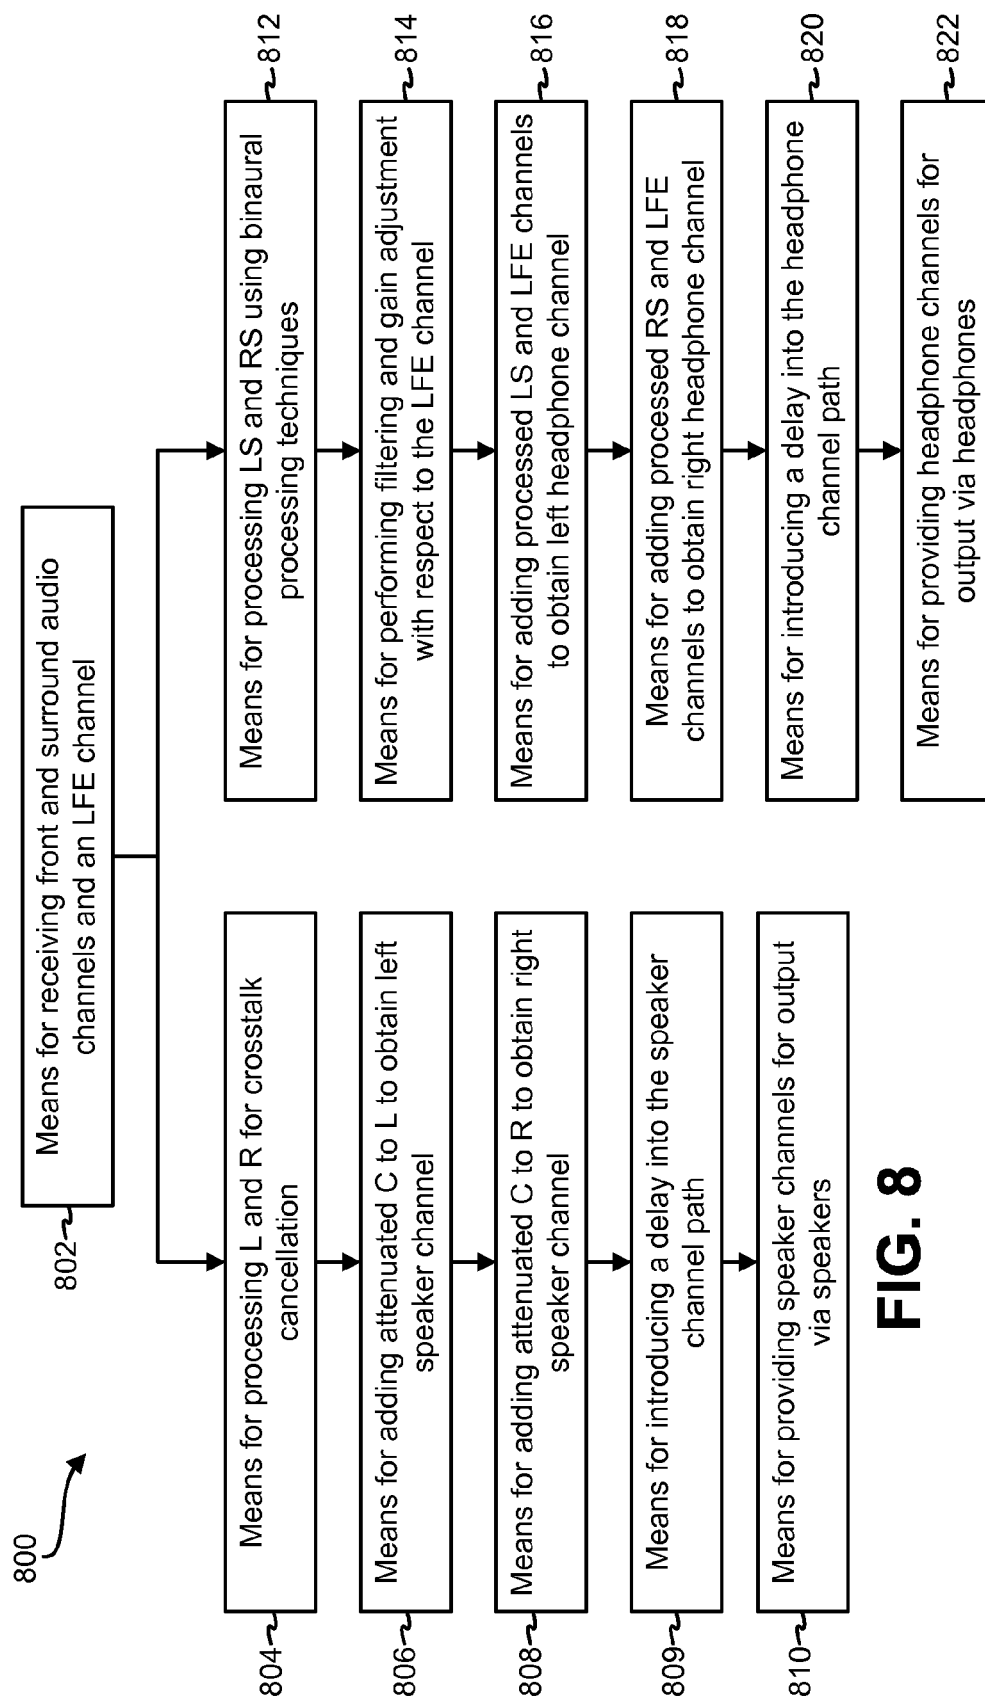 800
802
Means for receiving front and surround audio
channels and an LFE channel
804
Means for processing L and R for crosstalk
cancellation
806
Means for adding attenuated C to L to obtain left
speaker channel
808
Means for adding attenuated C to R to obtain right
speaker channel
809
Means for introducing a delay into the speaker
channel path
810
Means for providing speaker channels for output
via speakers
Means for processing LS and RS using binaural
processing techniques
812
Means for performing filtering and gain adjustment
with respect to the LFE channel
814
Means for adding processed LS and LFE channels
to obtain left headphone channel
816
Means for adding processed RS and LFE
channels to obtain right headphone channel
818
Means for introducing a delay into the headphone
channel path
820
Means for providing headphone channels for
output via headphones
822
FIG. 8